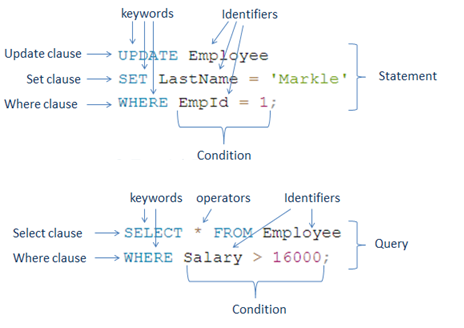 keywords Identifiers
Update clause UPDATE Employee
Set clause SET LastName = 'Markle' Statement
Where clause WHERE EmpId = 1;
Condition
keywords operators Identifiers
Select clause SELECT * FROM Employee
Query
Where clause WHERE Salary > 16000;
Condition